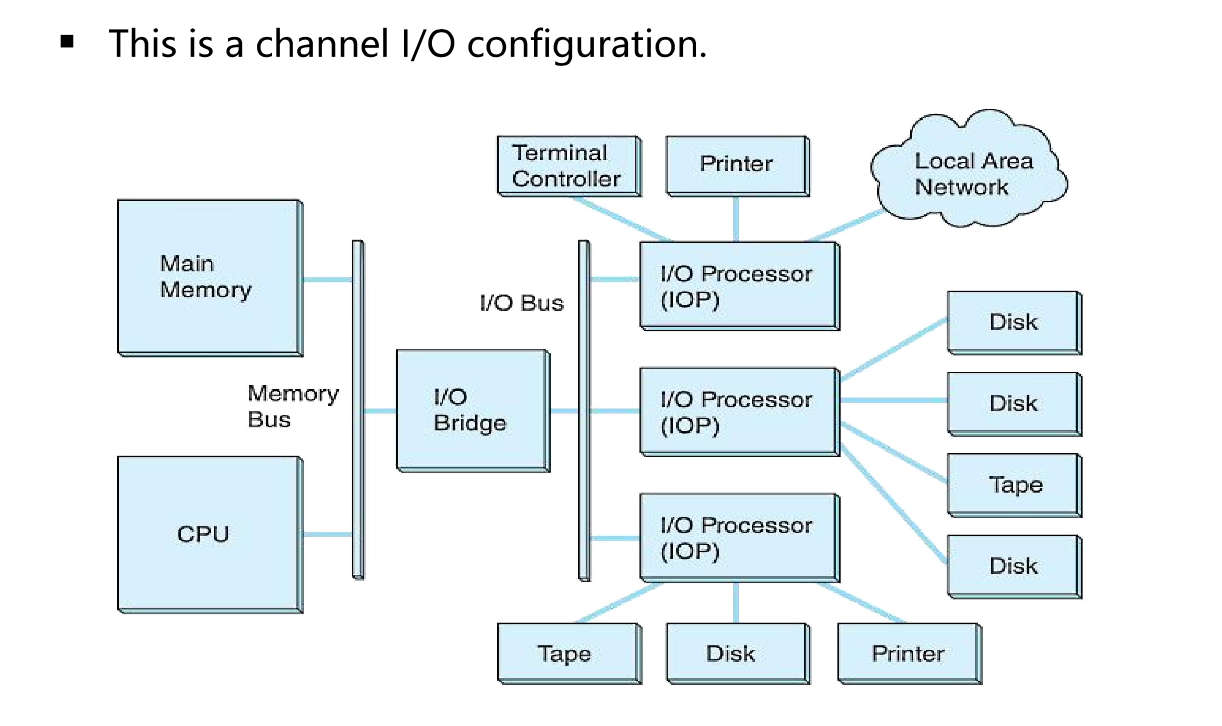 ▪ This is a channel I/O configuration.
Terminal
Controller
Printer
Local Area
Network
Main
Memory
I/O Processor
(IOP)
I/O Bus
Disk
Memory
Bus
I/O
Bridge
I/O Processor
(IOP)
Disk
Tape
CPU
I/O Processor
(IOP)
Disk
Tape
Disk
Printer